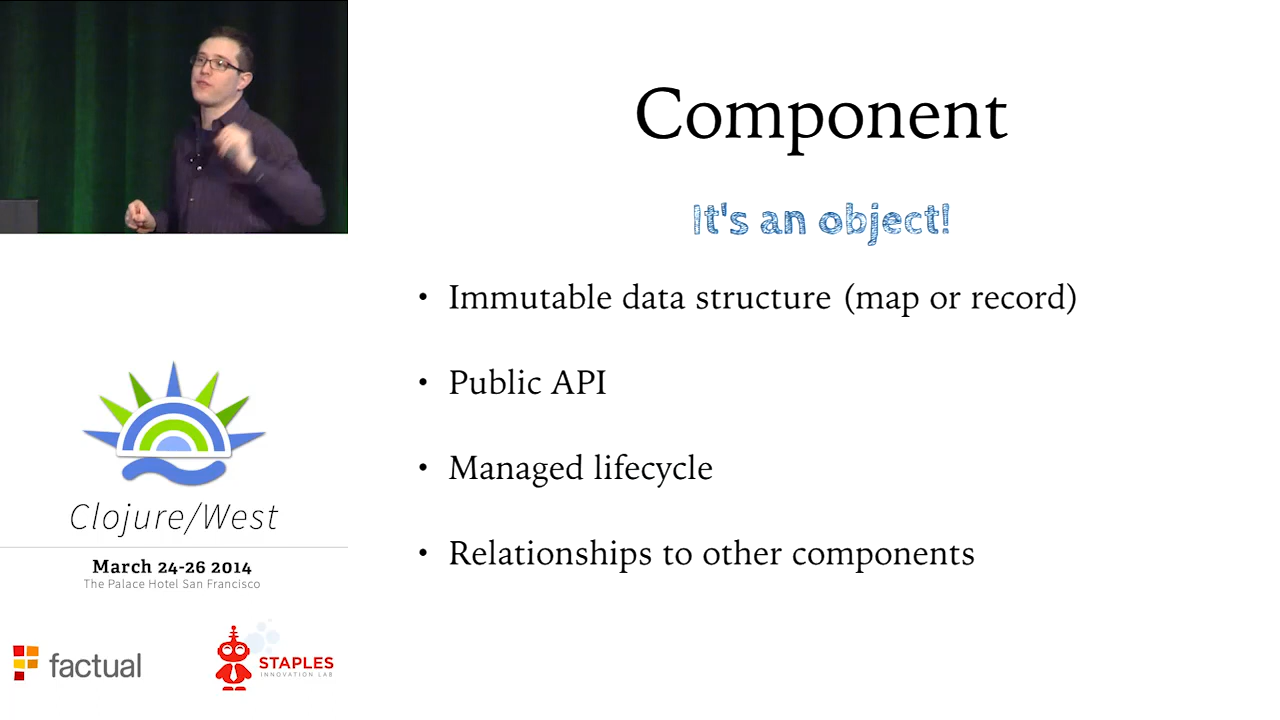 Component
It's an object!
• Immutable data structure (map or record)
• Public API
• Managed lifecycle
• Relationships to other components
Clojure/West
March 24-26 2014
The Palace Hotel San Francisco
factual
STAPLES
INNOVATION LAB